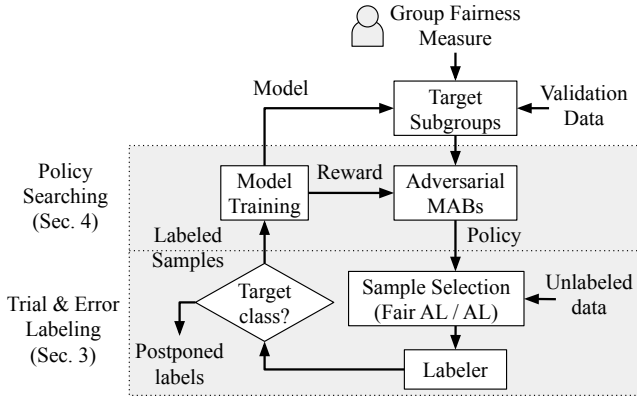 Group Fairness
Measure
Model
Target
Subgroups
Validation
Data
Policy
Searching
(Sec. 4)
Model
Training
Reward
Adversarial
MABs
Labeled
Samples
Policy
Trial & Error
Labeling
(Sec. 3)
Target
class?
Sample Selection
(Fair AL / AL)
Unlabeled
data
Postponed
labels
Labeler